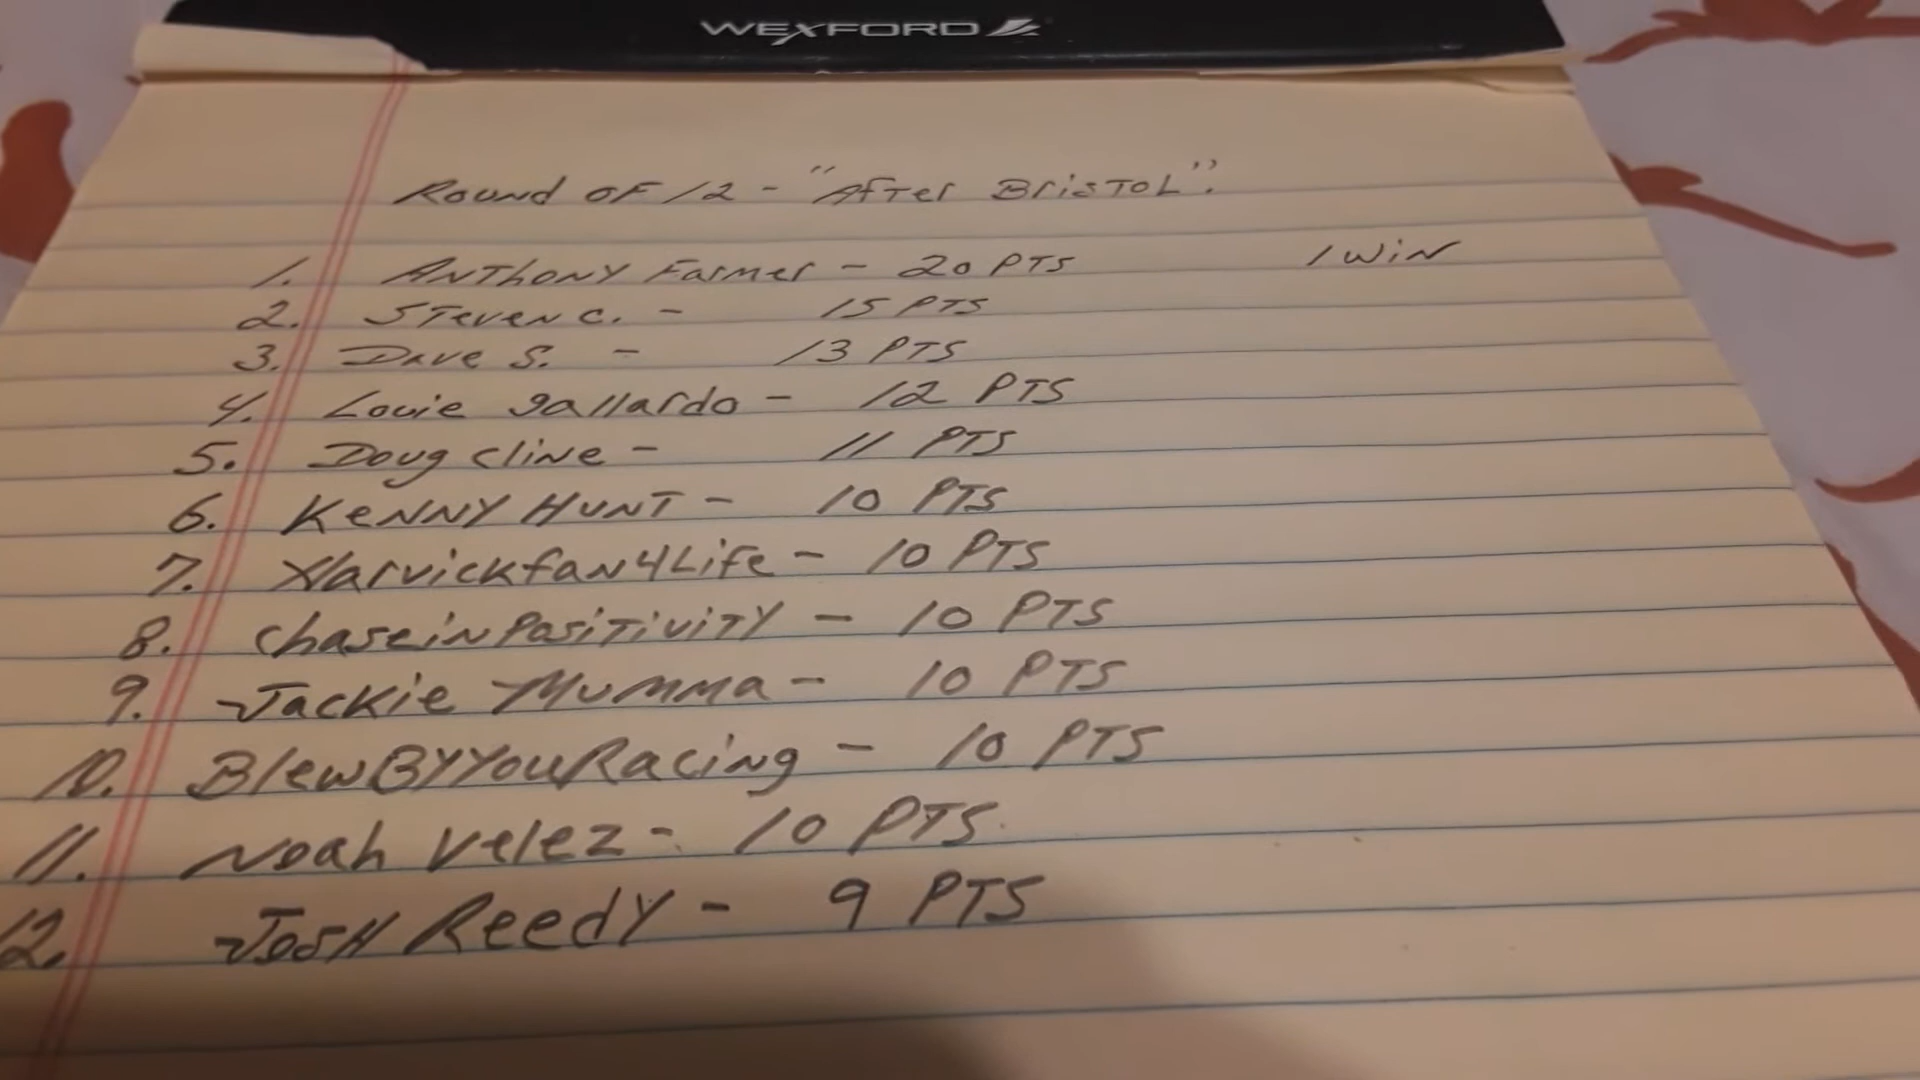 WEXFORD
Round OF 12 - "After Bristol".
1. Anthony Farmer - 20 PTS 1 Win
2. Steven C. - 15 PTS
3. Dave S. - 13 PTS
4. Louie gallardo - 12 PTS
5. Doug Cline - 11 PTS
6. Kenny Hunt - 10 PTS
7. XHarvickfan4Life - 10 PTS
8. ChaseinPasitivity - 10 PTS
9. Jackie Mumma - 10 PTS
10. BlewByYouRacing - 10 PTS
11. Noah Velez - 10 PTS
12. Josh Reedy - 9 PTS